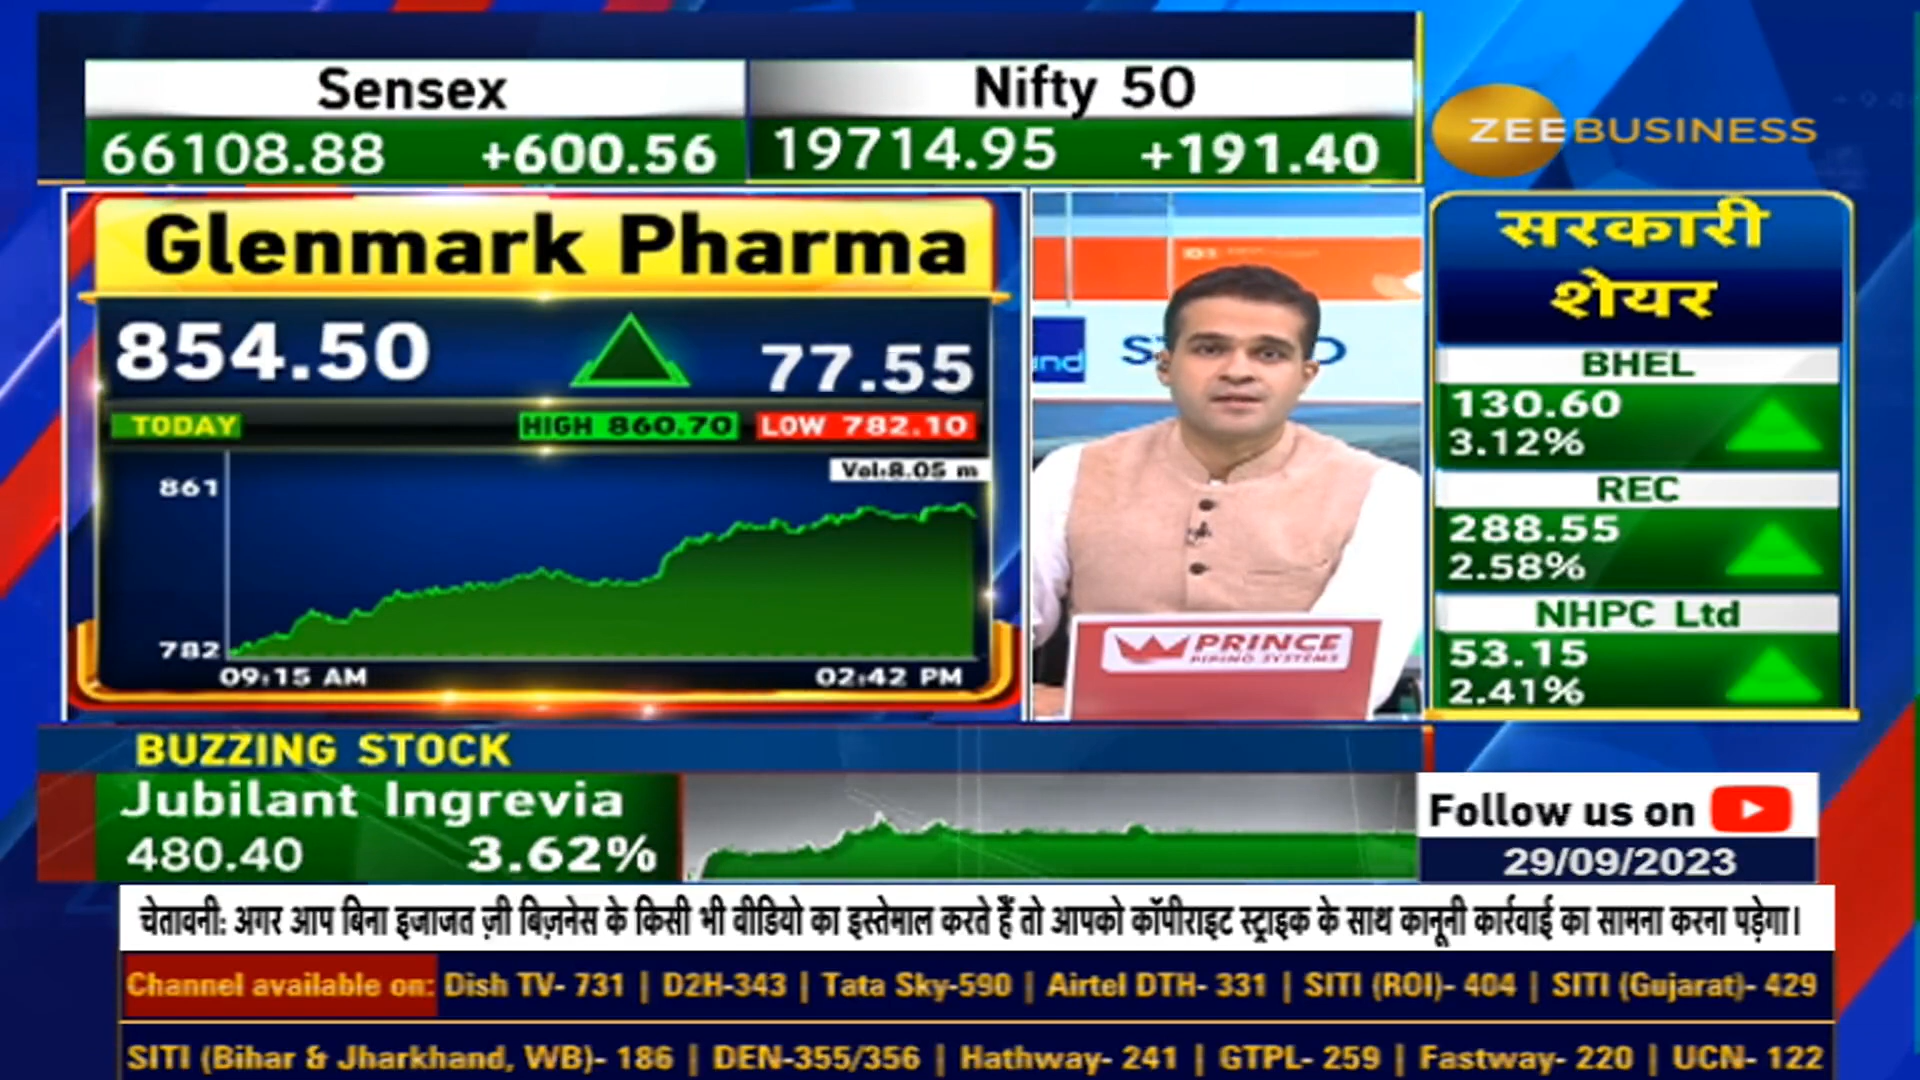 Sensex
66108.88 +600.56
Nifty 50
19714.95 +191.40
ZEEBUSINESS
Glenmark Pharma
854.50 77.55
TODAY HIGH 860.70 LOW 782.10
Vol:8.05 m
861
782
09:15 AM 02:42 PM
PRINCE
PIPING SYSTEMS
सरकारी
शेयर
BHEL
130.60
3.12%
REC
288.55
2.58%
NHPC Ltd
53.15
2.41%
BUZZING STOCK
Jubilant Ingrevia
480.40 3.62%
Follow us on
29/09/2023
चेतावनी: अगर आप बिना इजाजत ज़ी बिज़नेस के किसी भी वीडियो का इस्तेमाल करते हैं तो आपको कॉपीराइट स्ट्राइक के साथ कानूनी कार्रवाई का सामना करना पड़ेगा।
Channel available on: Dish TV- 731 | D2H-343 | Tata Sky-590 | Airtel DTH- 331 | SITI (ROI)- 404 | SITI (Gujarat)- 429
SITI (Bihar & Jharkhand, WB)- 186 | DEN-355/356 | Hathway- 241 | GTPL- 259 | Fastway- 220 | UCN- 122